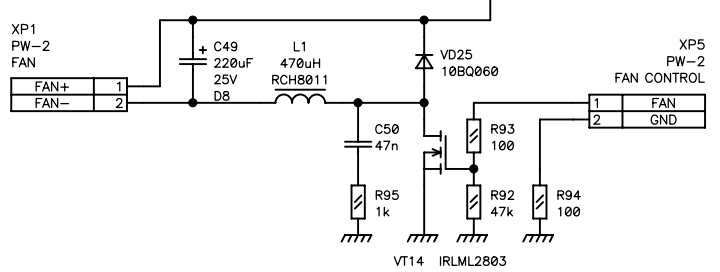 XP1
PW-2
FAN
FAN+ 1
FAN- 2
C49
220uF
25V
D8
L1
470uH
RCH8011
VD25
10BQ060
XP5
PW-2
FAN CONTROL
1 FAN
2 GND
C50
47n
R93
100
R95
1k
R92
47k
R94
100
VT14 IRLML2803